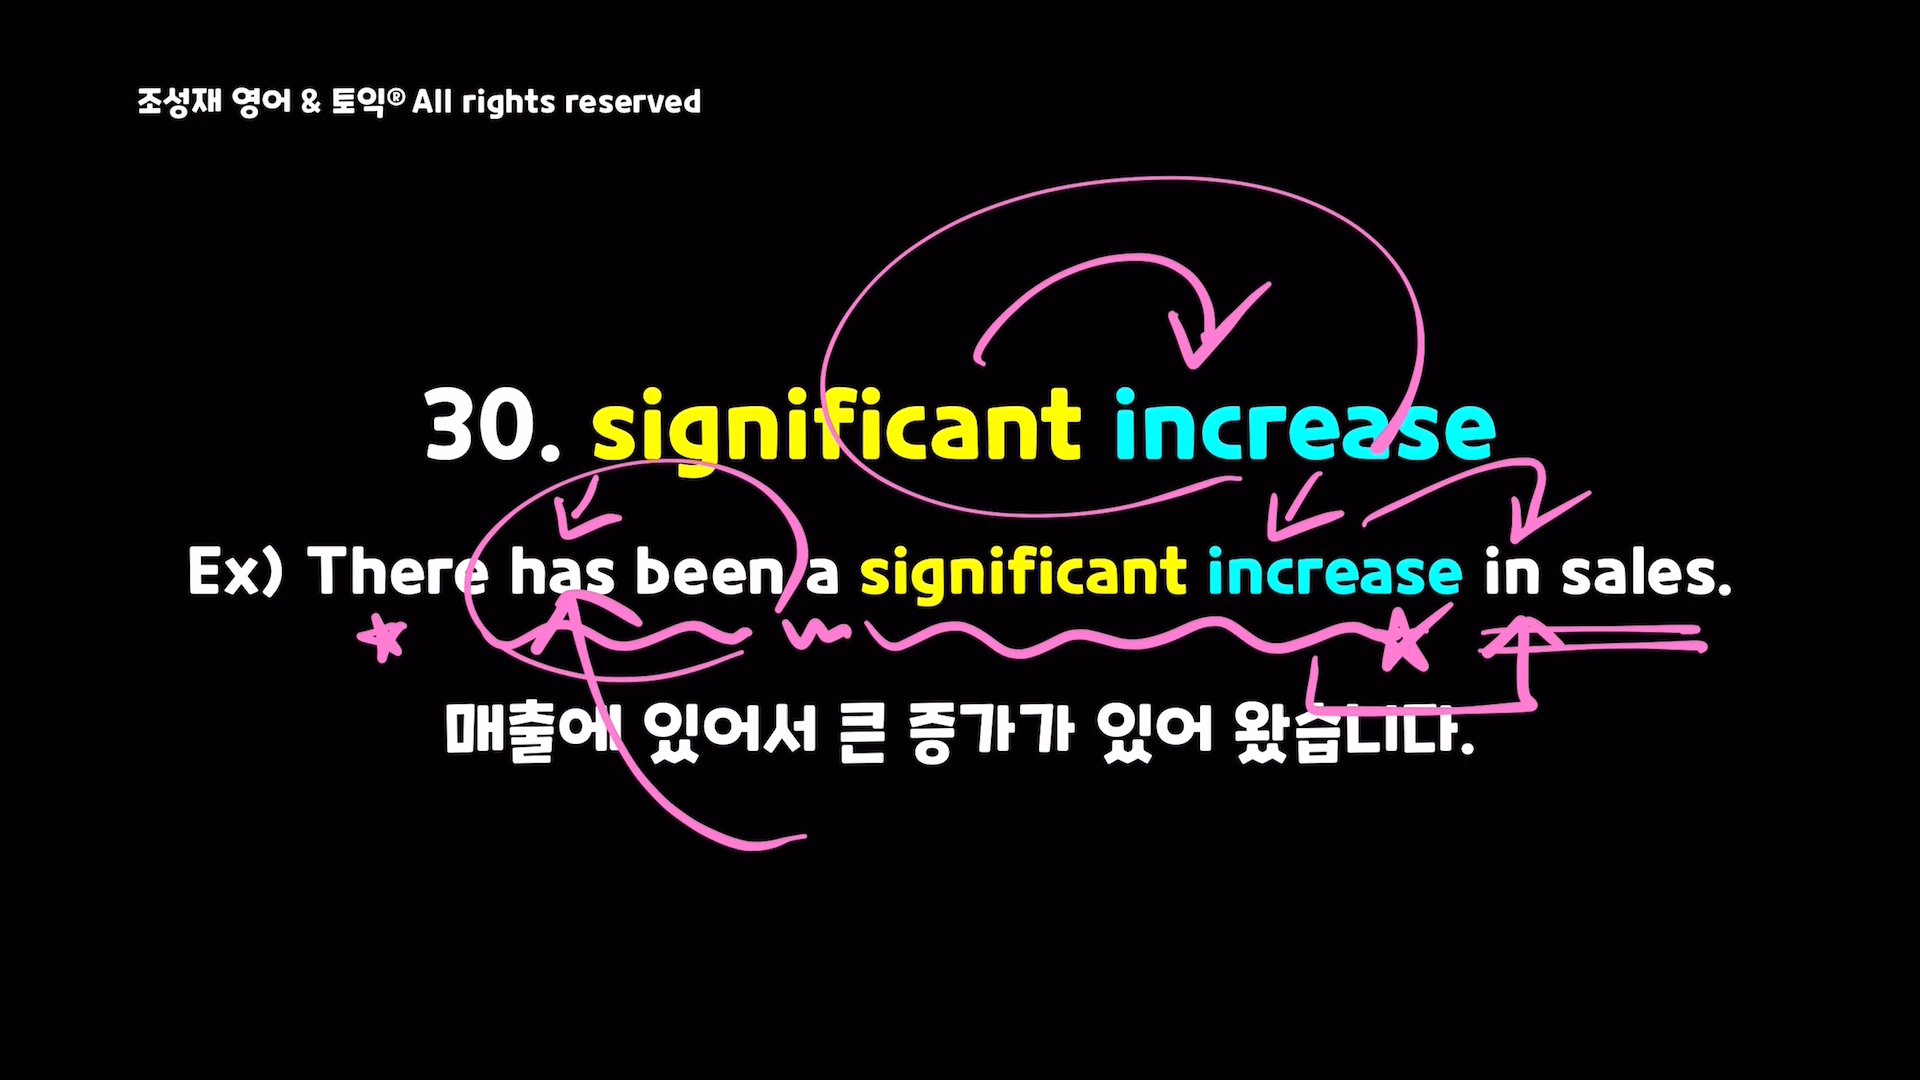 조성재 영어 & 토익® All rights reserved
30. significant increase
Ex) There has been a significant increase in sales.
매출에 있어서 큰 증가가 있어 왔습니다.